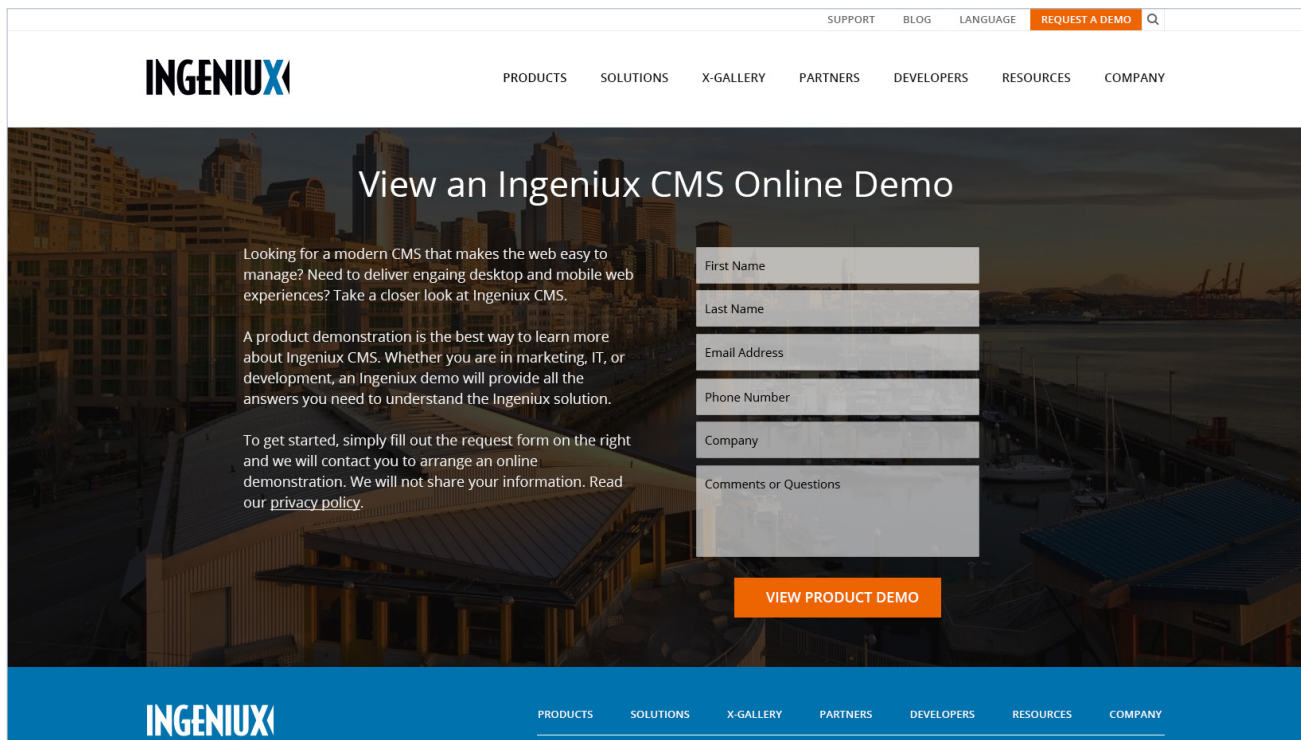 SUPPORT BLOG LANGUAGE REQUEST A DEMO
INGENIUX
PRODUCTS SOLUTIONS X-GALLERY PARTNERS DEVELOPERS RESOURCES COMPANY
View an Ingeniux CMS Online Demo
Looking for a modern CMS that makes the web easy to
manage? Need to deliver engaing desktop and mobile web
experiences? Take a closer look at Ingeniux CMS.
A product demonstration is the best way to learn more
about Ingeniux CMS. Whether you are in marketing, IT, or
development, an Ingeniux demo will provide all the
answers you need to understand the Ingeniux solution.
To get started, simply fill out the request form on the right
and we will contact you to arrange an online
demonstration. We will not share your information. Read
our privacy policy.
First Name
Last Name
Email Address
Phone Number
Company
Comments or Questions
VIEW PRODUCT DEMO
INGENIUX
PRODUCTS SOLUTIONS X-GALLERY PARTNERS DEVELOPERS RESOURCES COMPANY